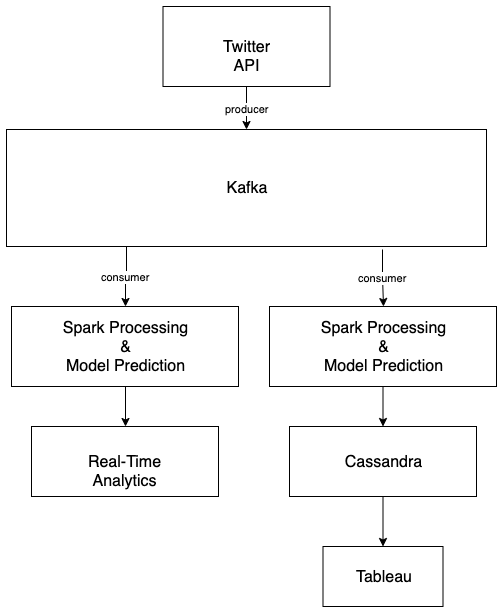 Twitter
API
producer
Kafka
consumer
consumer
Spark Processing
&
Model Prediction
Spark Processing
&
Model Prediction
Real-Time
Analytics
Cassandra
Tableau